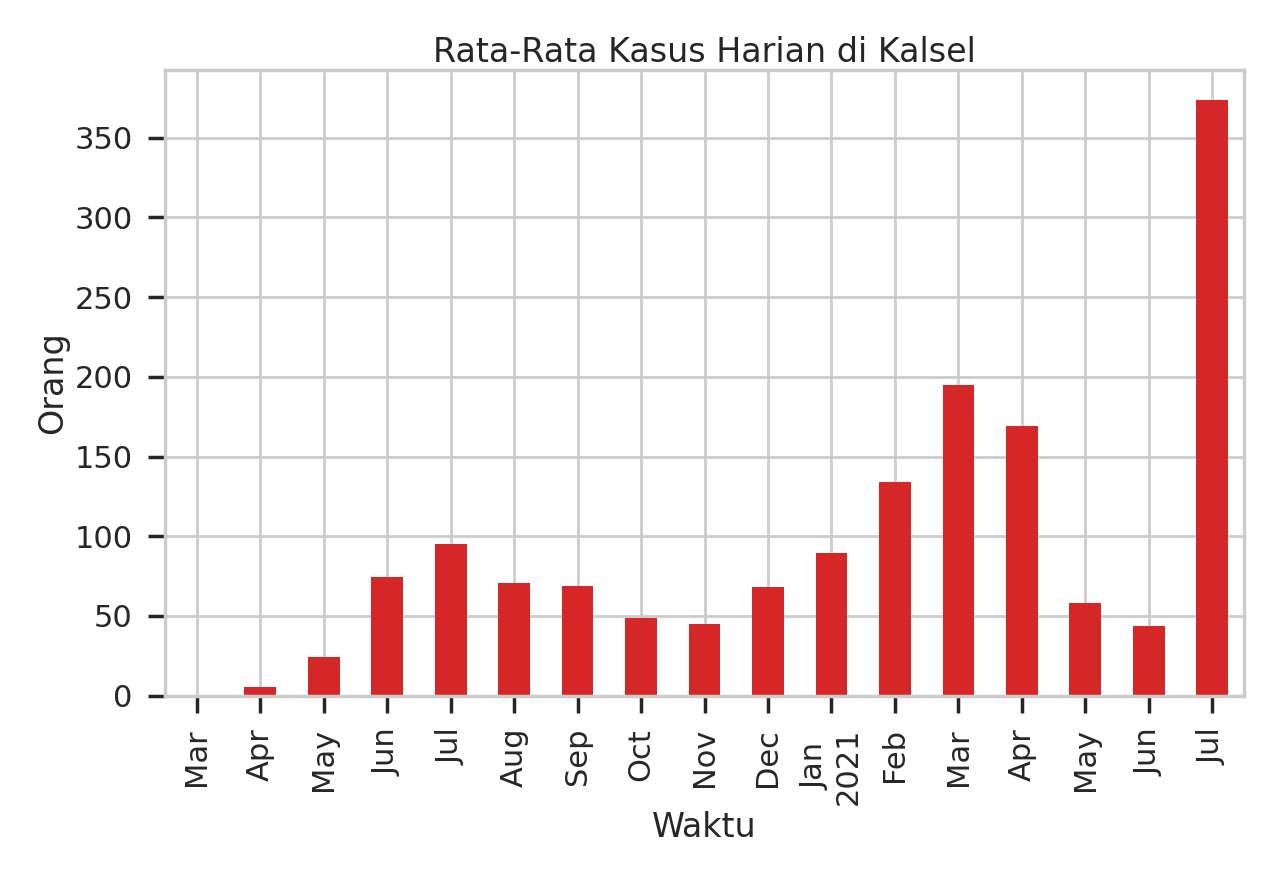 Rata-Rata Kasus Harian di Kalsel
350
300
250
200
150
100
50
0
Orang
Mar
Apr
May
Jun
Jul
Aug
Sep
Oct
Nov
Dec
Jan
2021
Feb
Mar
Apr
May
Jun
Jul
Waktu